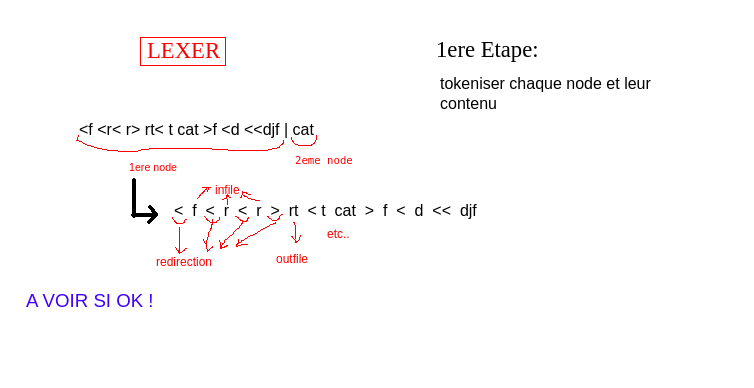 LEXER
1ere Etape:
tokeniser chaque node et leur
contenu
<f <r< r> rt< t cat >f <d <<djf | cat
1ere node
2eme node
infile
< f < r < r > rt < t cat > f < d << djf
etc..
redirection
outfile
A VOIR SI OK !